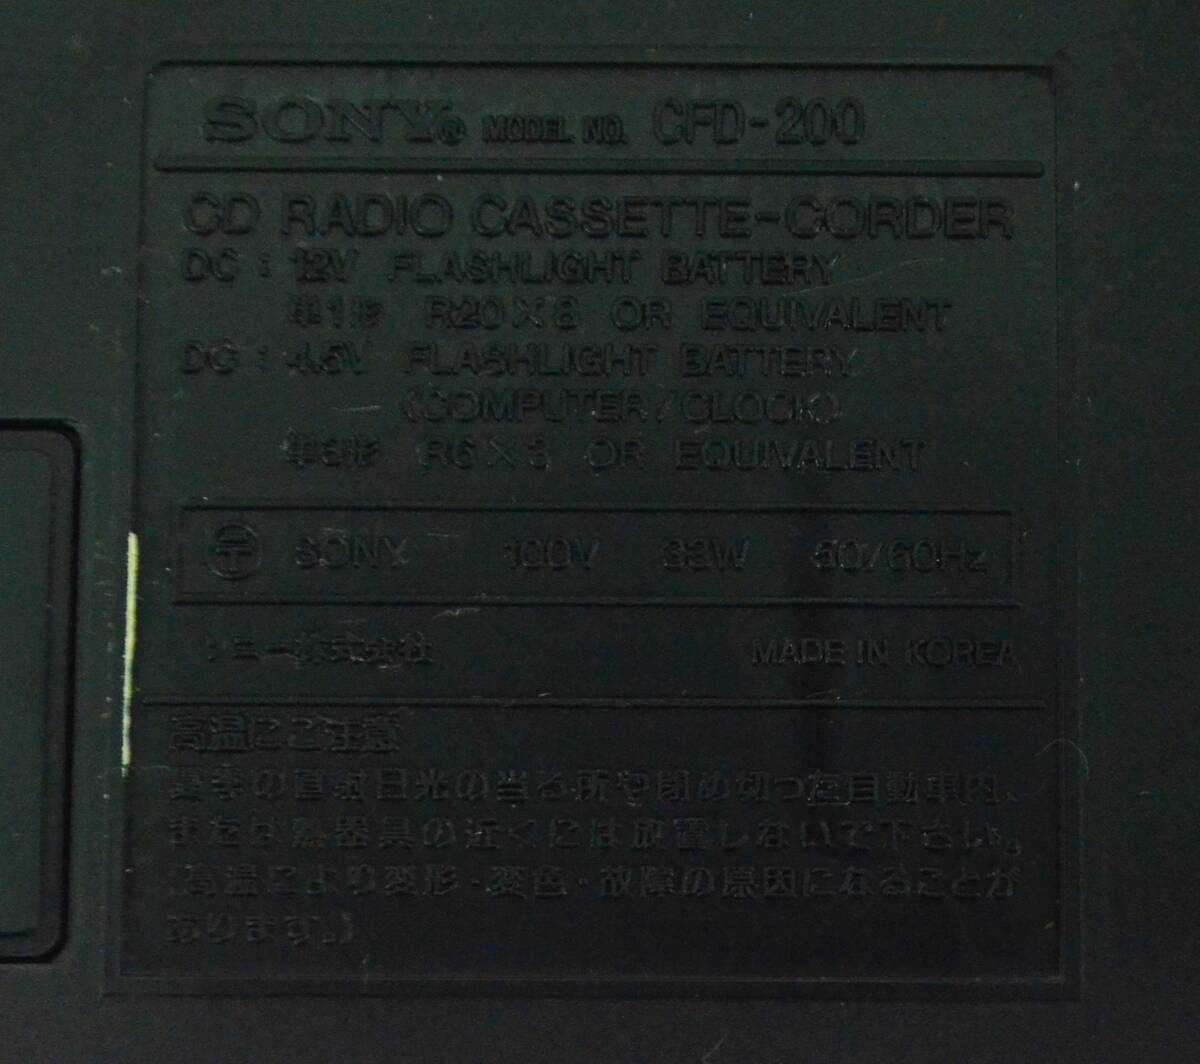 SONY® MODEL NO. CFD-200
CD RADIO CASSETTE-CORDER
DC : 12V FLASHLIGHT BATTERY
単1形 R20×8 OR EQUIVALENT
DC : 4.5V FLASHLIGHT BATTERY
(COMPUTER/CLOCK)
単3形 R6×3 OR EQUIVALENT
SONY 100V 33W 50/60Hz
ソニー株式会社 MADE IN KOREA
高温にご注意
夏季の直射日光の当る所や閉め切った自動車内、
または熱器具の近くには放置しないで下さい。
(高温により変形・変色・故障の原因になることが
あります。)